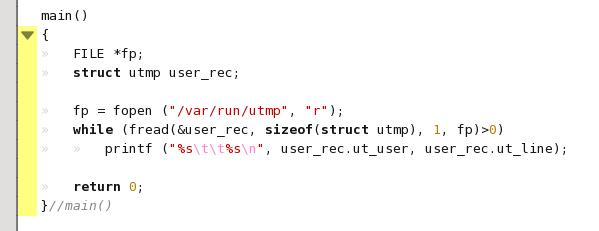 main()
{
» FILE *fp;
» struct utmp user_rec;
» fp = fopen ("/var/run/utmp", "r");
» while (fread(&user_rec, sizeof(struct utmp), 1, fp)>0)
» » printf ("%s\t\t%s\n", user_rec.ut_user, user_rec.ut_line);
» return 0;
}//main()